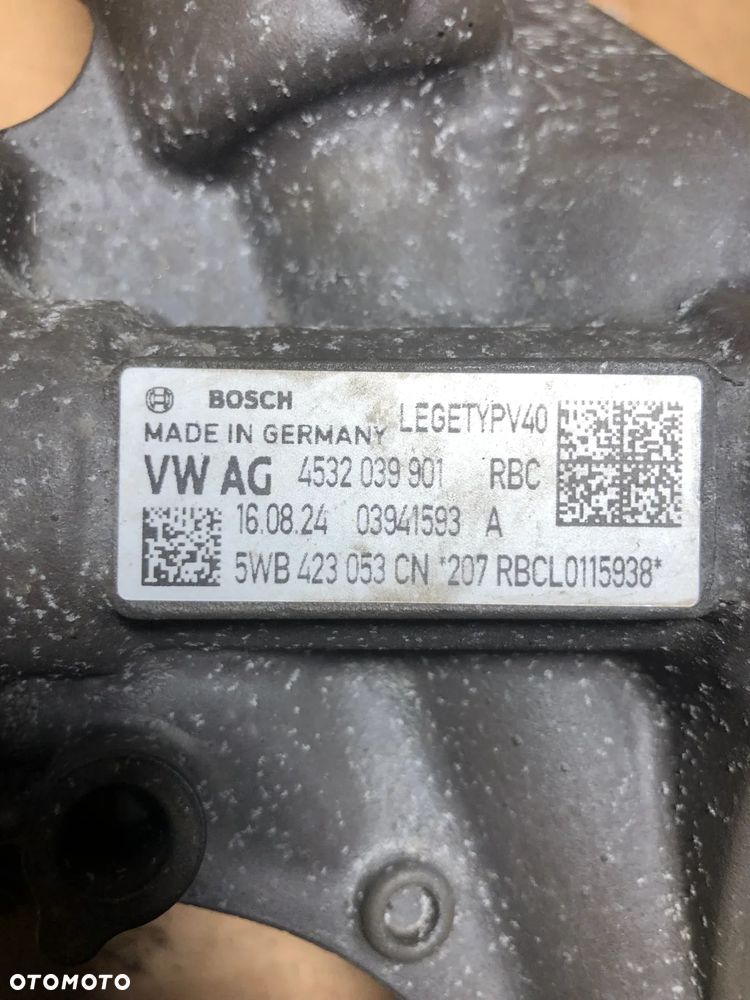 BOSCH
LEGETYPV40
MADE IN GERMANY
VW AG 4532 039 901 RBC
16.08.24 03941593 A
5WB 423 053 CN *207 RBCL0115938*
OTOMOTO